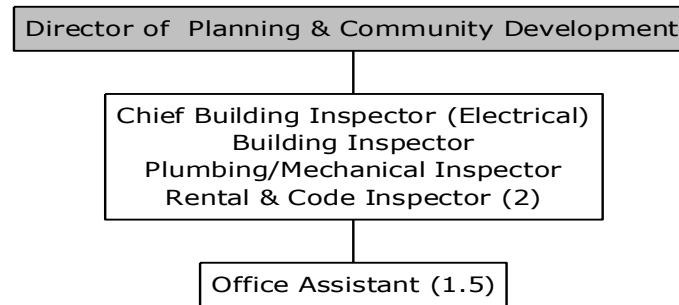 Director of Planning & Community Development
Chief Building Inspector (Electrical)
Building Inspector
Plumbing/Mechanical Inspector
Rental & Code Inspector (2)
Office Assistant (1.5)